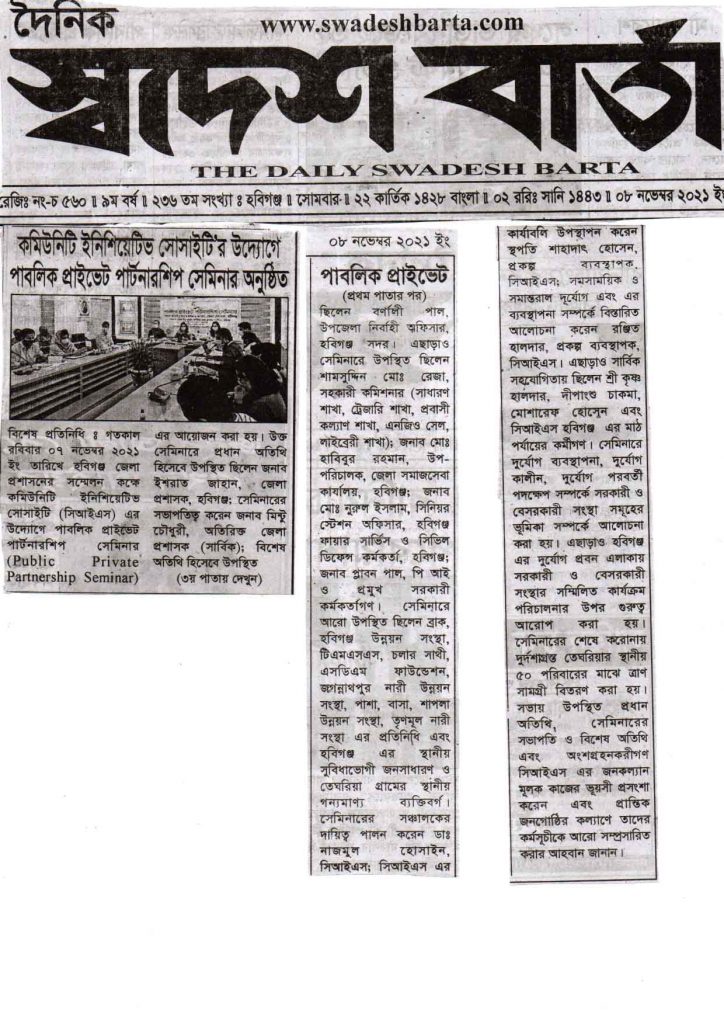 দৈনিক
www.swadeshbarta.com
স্বদেশ বার্তা
THE DAILY SWADESH BARTA
রেজিঃ নং-চ ৫৬০ ॥ ৯ম বর্ষ ॥ ২৩৬ তম সংখ্যা ঃ হবিগঞ্জ ॥ সোমবার- ॥ ২২ কার্তিক ১৪২৮ বাংলা ॥ ০২ রবিঃ সানি ১৪৪৩ ॥ ০৮ নভেম্বর ২০২১ ইং
কমিউনিটি ইনিশিয়েটিভ সোসাইটি'র উদ্যোগে
পাবলিক প্রাইভেট পার্টনারশিপ সেমিনার অনুষ্ঠিত
বিশেষ প্রতিনিধি ঃ গতকাল
রবিবার ০৭ নভেম্বর ২০২১
ইং তারিখে হবিগঞ্জ জেলা
প্রশাসনের সম্মেলন কক্ষে
কমিউনিটি ইনিশিয়েটিভ
সোসাইটি (সিআইএস) এর
উদ্যোগে পাবলিক প্রাইভেট
পার্টনারশিপ সেমিনার
(Public Private
Partnership Seminar)
এর আয়োজন করা হয়। উক্ত
সেমিনারে প্রধান অতিথি
হিসেবে উপস্থিত ছিলেন জনাব
ইশরাত জাহান, জেলা
প্রশাসক, হবিগঞ্জ; সেমিনারের
সভাপতিত্ব করেন জনাব মিন্টু
চৌধুরী, অতিরিক্ত জেলা
প্রশাসক (সার্বিক); বিশেষ
অতিথি হিসেবে উপস্থিত
(৩য় পাতায় দেখুন)
০৮ নভেম্বর ২০২১ ইং
পাবলিক প্রাইভেট
(প্রথম পাতার পর)
ছিলেন বর্ণালী পাল,
উপজেলা নির্বাহী অফিসার,
হবিগঞ্জ সদর। এছাড়াও
সেমিনারে উপস্থিত ছিলেন
শামসুদ্দিন মোঃ রেজা,
সহকারী কমিশনার (সাধারণ
শাখা, ট্রেজারি শাখা, প্রবাসী
কল্যাণ শাখা, এনজিও সেল,
লাইব্রেরী শাখা); জনাব মোঃ
হাবিবুর রহমান, উপ-
পরিচালক, জেলা সমাজসেবা
কার্যালয়, হবিগঞ্জ; জনাব
মোঃ নুরুল ইসলাম, সিনিয়র
স্টেশন অফিসার, হবিগঞ্জ
ফায়ার সার্ভিস ও সিভিল
ডিফেন্স কর্মকর্তা, হবিগঞ্জ;
জনাব প্লাবন পাল, পি আই
ও প্রমুখ সরকারী
কর্মকর্তাগণ। সেমিনারে
আরো উপস্থিত ছিলেন ব্রাক,
হবিগঞ্জ উন্নয়ন সংস্থা,
টিএমএসএস, চলার সাথী,
এসডিএম ফাউন্ডেশন,
জগন্নাথপুর নারী উন্নয়ন
সংস্থা, পাশা, বাসা, শাপলা
উন্নয়ন সংস্থা, তৃণমূল নারী
সংস্থা এর প্রতিনিধি এবং
হবিগঞ্জ এর স্থানীয়
সুবিধাভোগী জনসাধারণ ও
তেঘরিয়া গ্রামের স্থানীয়
গন্যমাণ্য ব্যক্তিবর্গ।
সেমিনারের সঞ্চালকের
দায়িত্ব পালন করেন ডাঃ
নাজমুল হোসাইন,
সিআইএস; সিআইএস এর
কার্যাবলি উপস্থাপন করেন
স্থপতি শাহাদাৎ হোসেন,
প্রকল্প ব্যবস্থাপক,
সিআইএস; সমসাময়িক ও
সমান্তরাল দুর্যোগ এবং এর
ব্যবস্থাপনা সম্পর্কে বিস্তারিত
আলোচনা করেন রঞ্জিত
হালদার, প্রকল্প ব্যবস্থাপক,
সিআইএস। এছাড়াও সার্বিক
সহযোগিতায় ছিলেন শ্রী কৃষ্ণ
হালদার, দীপাংশু চাকমা,
মোশারেফ হোসেন এবং
সিআইএস হবিগঞ্জ এর মাঠ
পর্যায়ের কর্মীগণ। সেমিনারে
দুর্যোগ ব্যবস্থাপনা, দুর্যোগ
কালীন, দুর্যোগ পরবর্তী
পদক্ষেপ সম্পর্কে সরকারী ও
বেসরকারী সংস্থা সমূহের
ভূমিকা সম্পর্কে আলোচনা
করা হয়। এছাড়াও হবিগঞ্জ
এর দুর্যোগ প্রবন এলাকায়
সরকারী ও বেসরকারী
সংস্থার সম্মিলিত কার্যক্রম
পরিচালনার উপর গুরুত্ব
আরোপ করা হয়।
সেমিনারের শেষে করোনায়
দুর্দশাগ্রস্ত তেঘরিয়ার স্থানীয়
৫০ পরিবারের মাঝে ত্রাণ
সামগ্রী বিতরণ করা হয়।
সভায় উপস্থিত প্রধান
অতিথি, সেমিনারের
সভাপতি ও বিশেষ অতিথি
এবং অংশগ্রহনকরীগণ
সিআইএস এর জনকল্যান
মূলক কাজের ভূয়সী প্রসংশা
করেন এবং প্রান্তিক
জনগোষ্ঠির কল্যাণে তাদের
কর্মসূচীকে আরো সম্প্রসারিত
করার আহবান জানান।